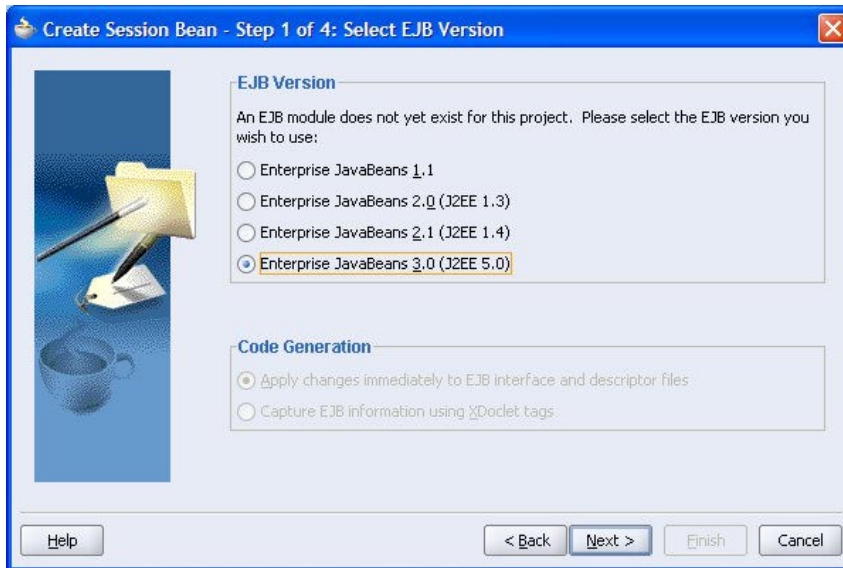 Create Session Bean - Step 1 of 4: Select EJB Version
EJB Version
An EJB module does not yet exist for this project. Please select the EJB version you
wish to use:
Enterprise JavaBeans 1.1
Enterprise JavaBeans 2.0 (J2EE 1.3)
Enterprise JavaBeans 2.1 (J2EE 1.4)
Enterprise JavaBeans 3.0 (J2EE 5.0)
Code Generation
Apply changes immediately to EJB interface and descriptor files
Capture EJB information using XDoclet tags
Help
< Back
Next >
Finish
Cancel